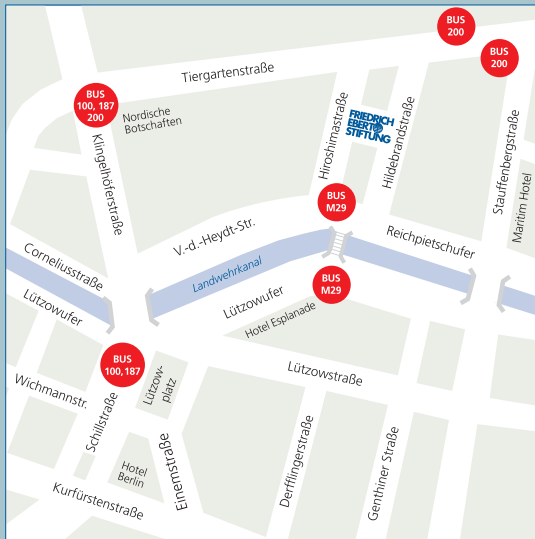 BUS
200
BUS
200
Tiergartenstraße
BUS
100, 187
200
Nordische
Botschaften
FRIEDRICH
EBERT
STIFTUNG
Hiroshimastraße
Hildebrandstraße
Stauffenbergstraße
Maritim Hotel
Klingelhöferstraße
BUS
M29
V.-d.-Heydt-Str.
Reichpietschufer
Corneliusstraße
Landwehrkanal
Lützowufer
Lützowufer
BUS
M29
Hotel Esplanade
BUS
100,187
Lützow-
platz
Lützowstraße
Wichmannstr.
Schillstraße
Einemstraße
Hotel
Berlin
Derfflingerstraße
Genthiner Straße
Kurfürstenstraße